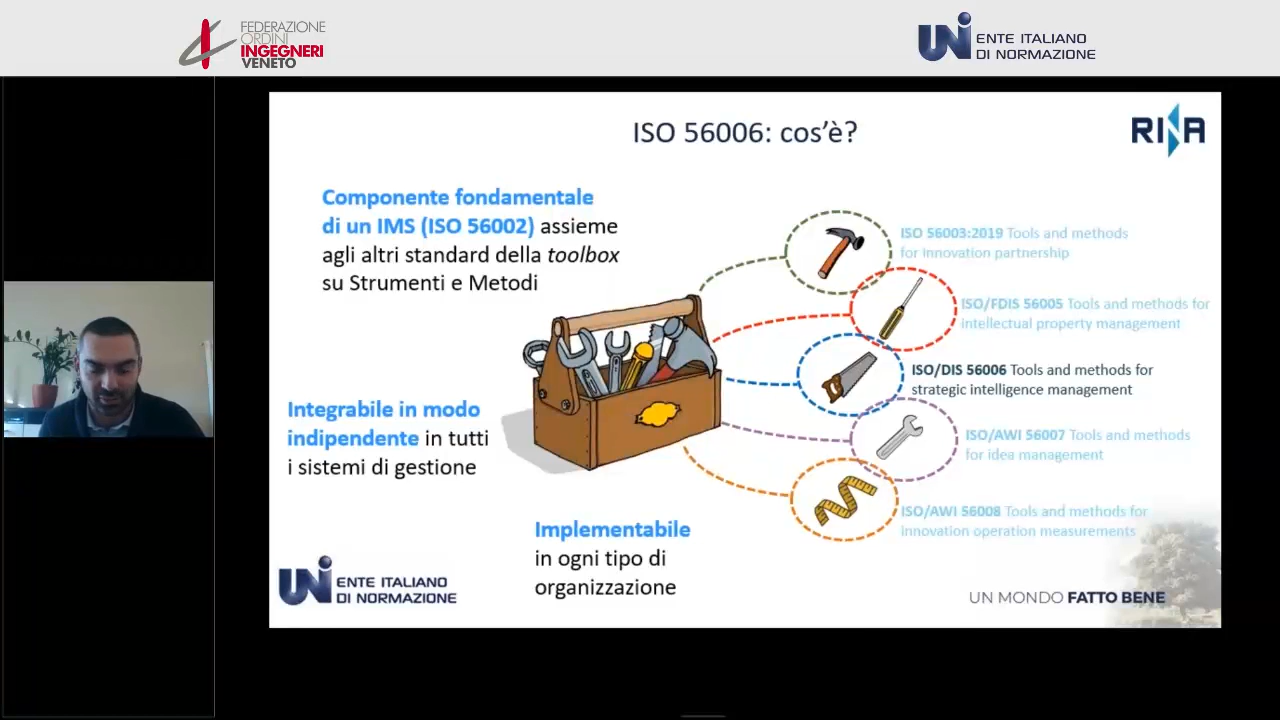 FEDERAZIONE
ORDINI
INGEGNERI
VENETO
UNI ENTE ITALIANO
DI NORMAZIONE
ISO 56006: cos'è?
RINA
Componente fondamentale
di un IMS (ISO 56002) assieme
agli altri standard della toolbox
su Strumenti e Metodi
ISO 56003:2019 Tools and methods
for Innovation partnership
ISO/FDIS 56005 Tools and methods for
intellectual property management
ISO/DIS 56006 Tools and methods for
strategic intelligence management
Integrabile in modo
indipendente in tutti
i sistemi di gestione
ISO/AWI 56007 Tools and methods
for idea management
ISO/AWI 56008 Tools and methods for
innovation operation measurements
Implementabile
in ogni tipo di
organizzazione
UNI ENTE ITALIANO
DI NORMAZIONE
UN MONDO FATTO BENE